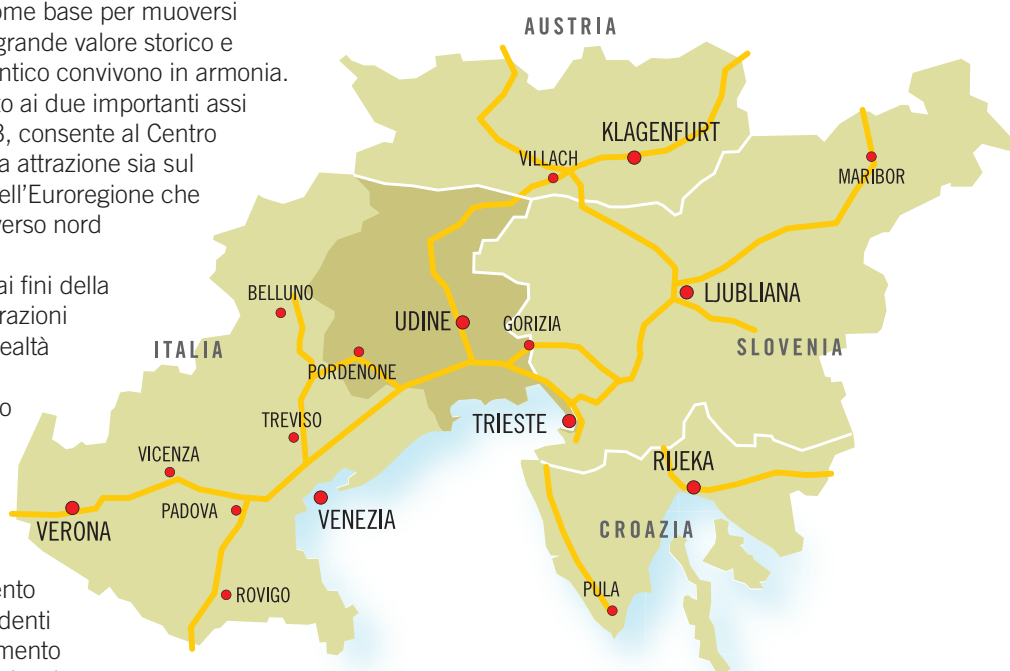 ome base per muoversi
grande valore storico e
ntico convivono in armonia.
to ai due importanti assi
3, consente al Centro
a attrazione sia sul
ell'Euroregione che
verso nord
ai fini della
razioni
ealtà
o
ento
denti
mento
AUSTRIA
KLAGENFURT
VILLACH
MARIBOR
BELLUNO
UDINE
GORIZIA
LJUBLIANA
ITALIA
PORDENONE
SLOVENIA
TREVISO
TRIESTE
VICENZA
RIJEKA
VERONA
PADOVA
VENEZIA
CROAZIA
ROVIGO
PULA